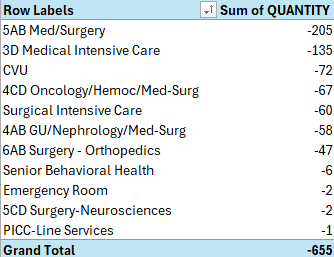 Row Labels Sum of QUANTITY
5AB Med/Surgery -205
3D Medical Intensive Care -135
CVU -72
4CD Oncology/Hemoc/Med-Surg -67
Surgical Intensive Care -60
4AB GU/Nephrology/Med-Surg -58
6AB Surgery - Orthopedics -47
Senior Behavioral Health -6
Emergency Room -2
5CD Surgery-Neurosciences -2
PICC-Line Services -1
Grand Total -655